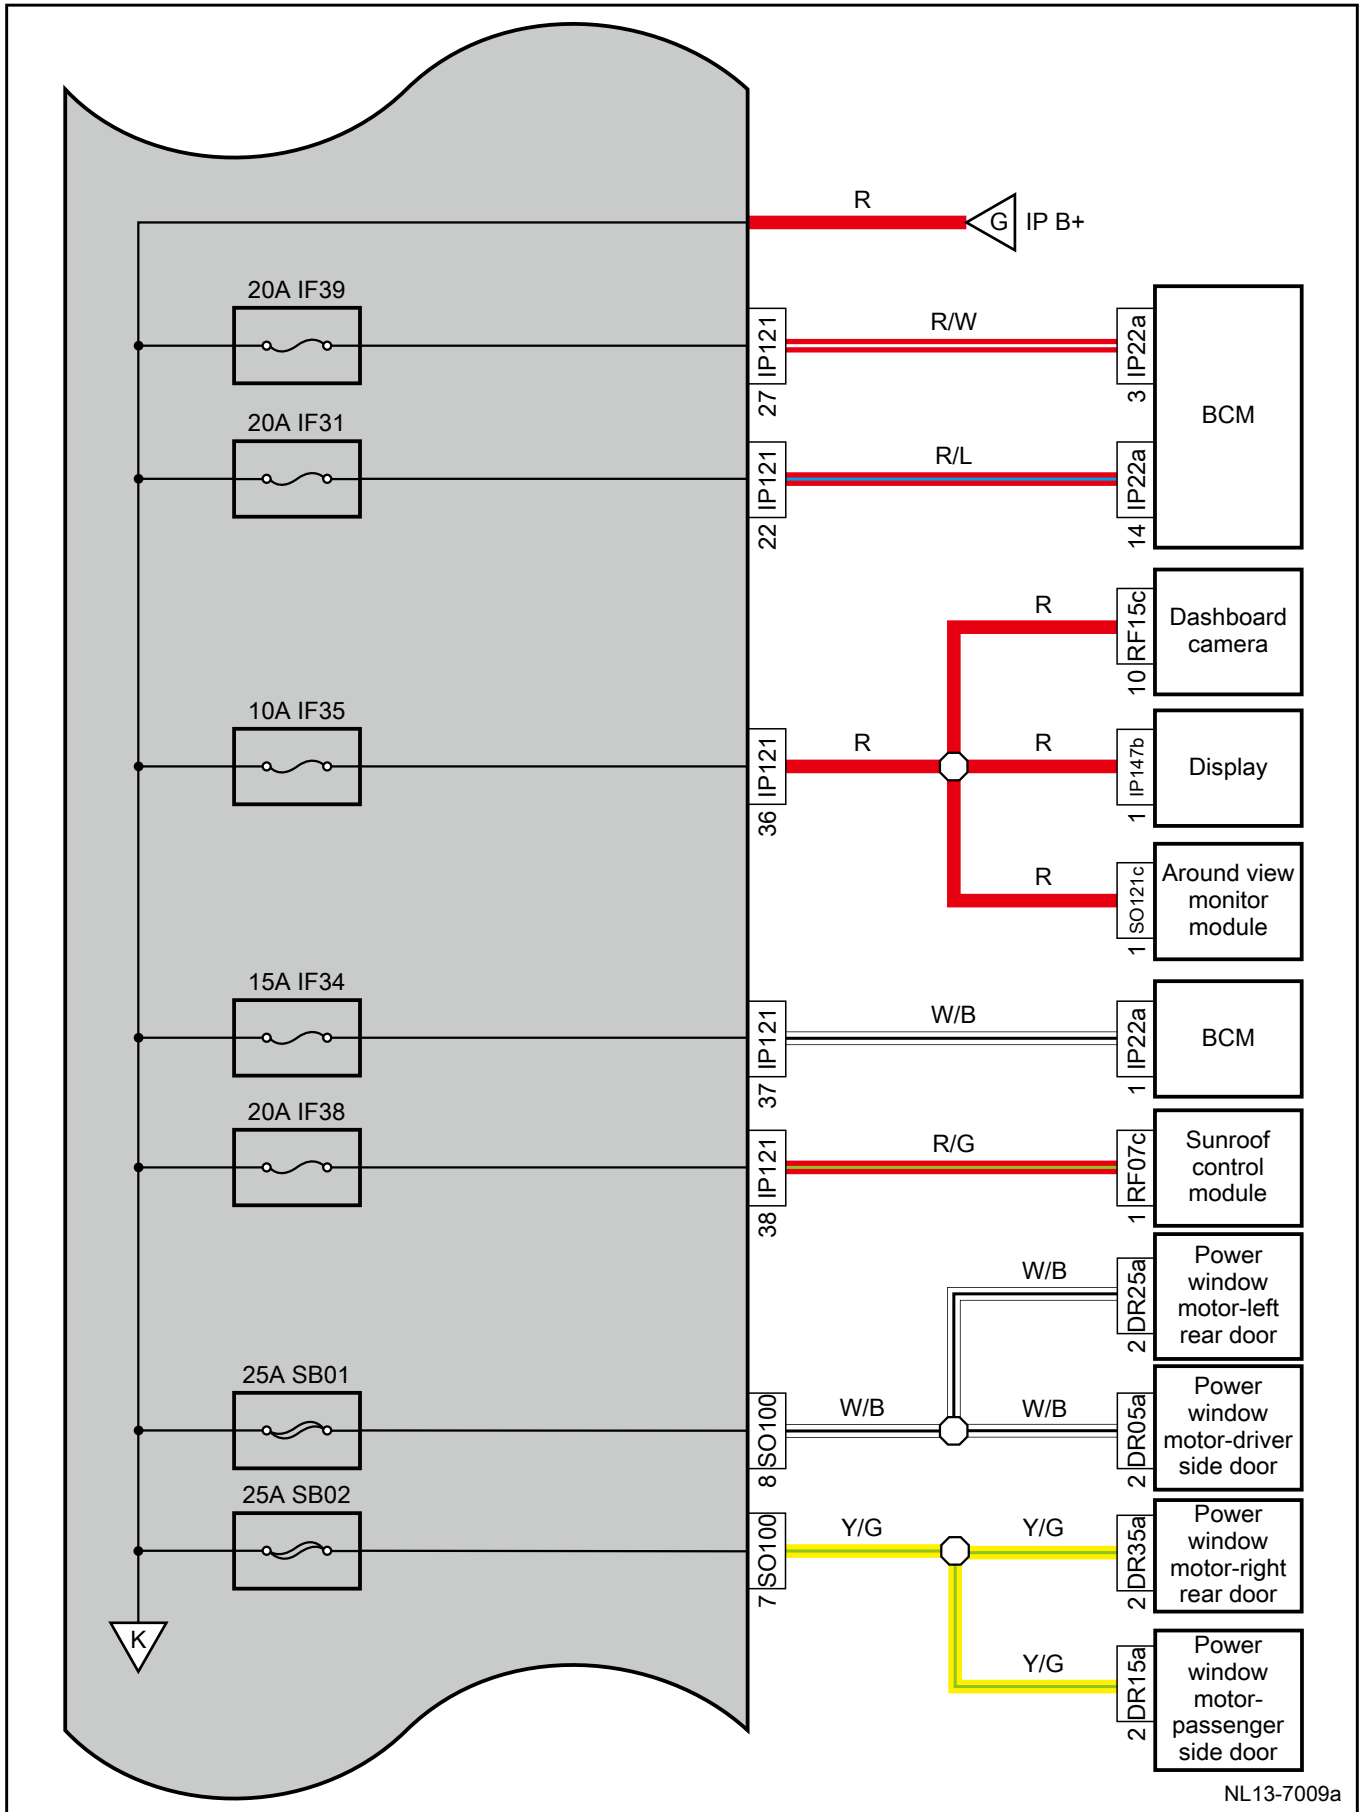 R
G IP B+
20A IF39
IP121
27
R/W
IP22a
3
BCM
20A IF31
IP121
22
R/L
IP22a
14
R
RF15c
10
Dashboard
camera
10A IF35
IP121
36
R
R
IP147b
1
Display
R
SO121c
1
Around view
monitor
module
15A IF34
IP121
37
W/B
IP22a
1
BCM
20A IF38
IP121
38
R/G
RF07c
1
Sunroof
control
module
W/B
DR25a
2
Power
window
motor-left
rear door
25A SB01
SO100
8
W/B
W/B
DR05a
2
Power
window
motor-driver
side door
25A SB02
SO100
7
Y/G
Y/G
DR35a
2
Power
window
motor-right
rear door
K
Y/G
DR15a
2
Power
window
motor-
passenger
side door
NL13-7009a